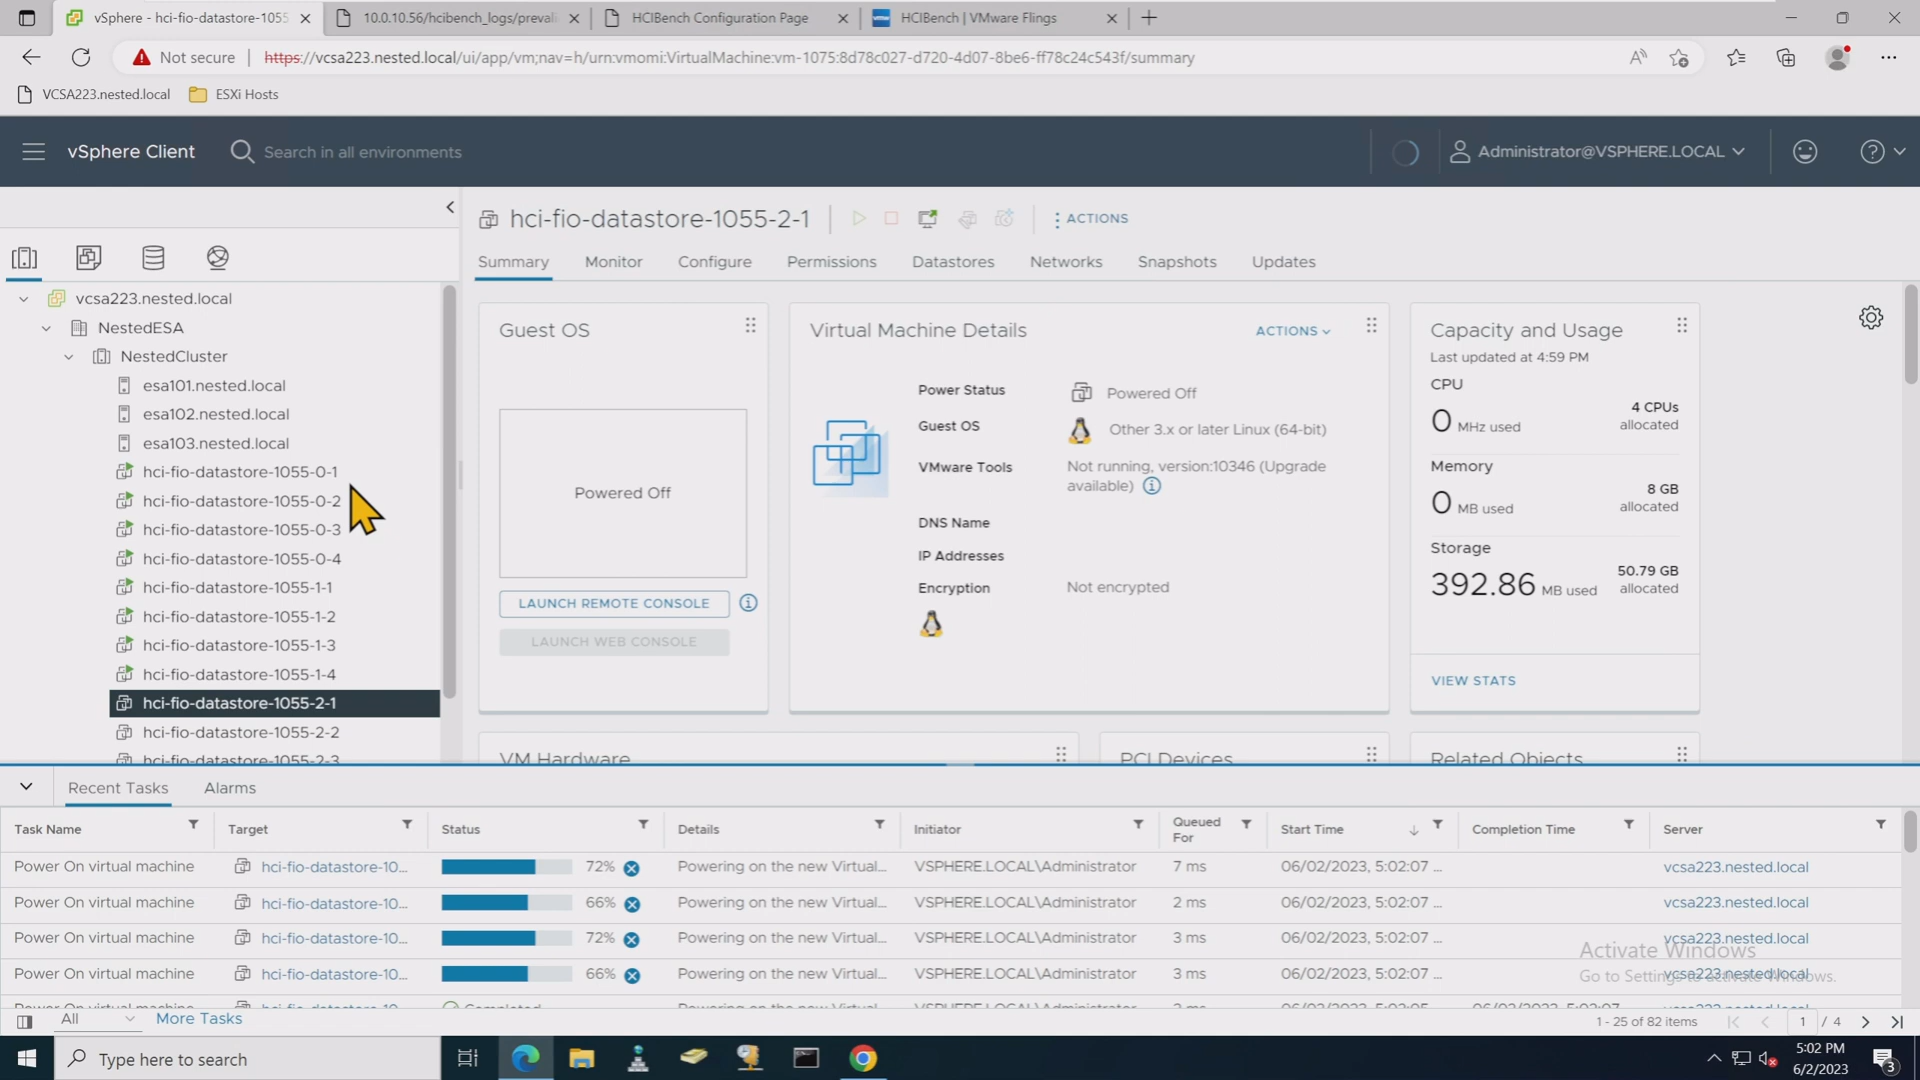 vSphere - hci-fio-datastore-1055
10.0.10.56/hcibench_logs/prevali
HCIBench Configuration Page
HCIBench | VMware Flings
Not secure
https://vcsa223.nested.local/ui/app/vm;nav=h/urn:vmomi:VirtualMachine:vm-1075:8d78c027-d720-4d07-8be6-ff78c24c543f/summary
VCSA223.nested.local
ESXi Hosts
vSphere Client
Search in all environments
Administrator@VSPHERE.LOCAL
vcsa223.nested.local
NestedESA
NestedCluster
esa101.nested.local
esa102.nested.local
esa103.nested.local
hci-fio-datastore-1055-0-1
hci-fio-datastore-1055-0-2
hci-fio-datastore-1055-0-3
hci-fio-datastore-1055-0-4
hci-fio-datastore-1055-1-1
hci-fio-datastore-1055-1-2
hci-fio-datastore-1055-1-3
hci-fio-datastore-1055-1-4
hci-fio-datastore-1055-2-1
hci-fio-datastore-1055-2-2
hci-fio-datastore-1055-2-3
hci-fio-datastore-1055-2-1
ACTIONS
Summary Monitor Configure Permissions Datastores Networks Snapshots Updates
Guest OS
Powered Off
LAUNCH REMOTE CONSOLE
LAUNCH WEB CONSOLE
Virtual Machine Details
ACTIONS
Power Status Powered Off
Guest OS Other 3.x or later Linux (64-bit)
VMware Tools Not running, version:10346 (Upgrade
available)
DNS Name
IP Addresses
Encryption Not encrypted
Capacity and Usage
Last updated at 4:59 PM
CPU
0 MHz used
4 CPUs
allocated
Memory
0 MB used
8 GB
allocated
Storage
392.86 MB used
50.79 GB
allocated
VIEW STATS
VM Hardware
PCI Devices
Related Objects
Recent Tasks Alarms
Task Name Target Status Details Initiator Queued For Start Time Completion Time Server
Power On virtual machine hci-fio-datastore-10... 72% Powering on the new Virtual... VSPHERE.LOCAL\Administrator 7 ms 06/02/2023, 5:02:07 ... vcsa223.nested.local
Power On virtual machine hci-fio-datastore-10... 66% Powering on the new Virtual... VSPHERE.LOCAL\Administrator 2 ms 06/02/2023, 5:02:07 ... vcsa223.nested.local
Power On virtual machine hci-fio-datastore-10... 72% Powering on the new Virtual... VSPHERE.LOCAL\Administrator 3 ms 06/02/2023, 5:02:07 ... vcsa223.nested.local
Power On virtual machine hci-fio-datastore-10... 66% Powering on the new Virtual... VSPHERE.LOCAL\Administrator 3 ms 06/02/2023, 5:02:07 ... vcsa223.nested.local
Activate Windows
Go to Settings to activate Windows.
All
More Tasks
1 - 25 of 82 items
1 / 4
Type here to search
5:02 PM
6/2/2023
3